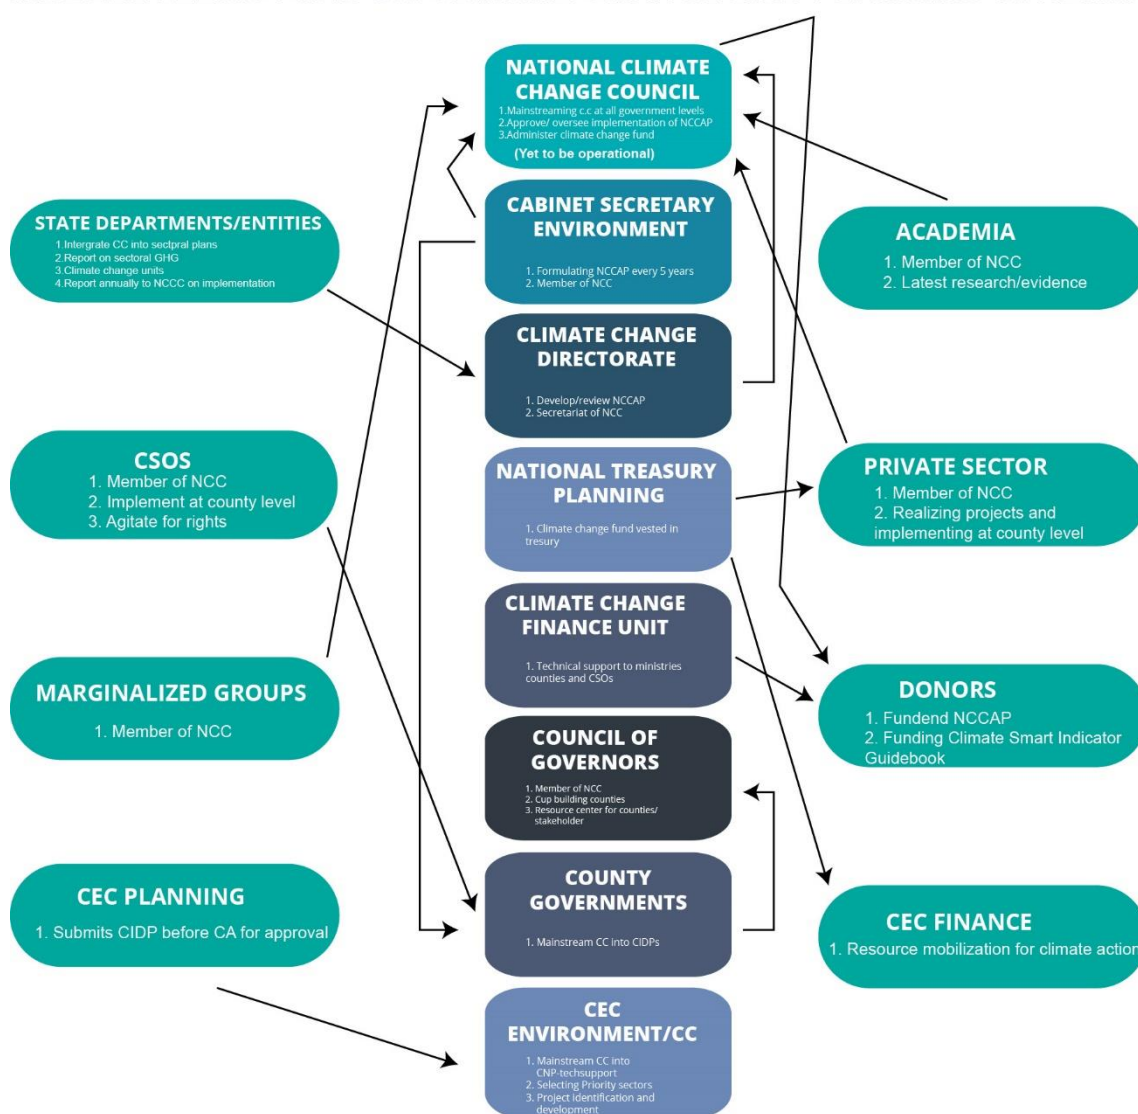 NATIONAL CLIMATE
CHANGE COUNCIL
1.Mainstreaming c.c at all government levels
2.Approve/ oversee implementation of NCCAP
3.Administer climate change fund
(Yet to be operational)
STATE DEPARTMENTS/ENTITIES
1.Intergrate CC into sectpral plans
2.Report on sectoral GHG
3.Climate change units
4.Report annually to NCCC on implementation
CABINET SECRETARY
ENVIRONMENT
1. Formulating NCCAP every 5 years
2. Member of NCC
ACADEMIA
1. Member of NCC
2. Latest research/evidence
CLIMATE CHANGE
DIRECTORATE
1. Develop/review NCCAP
2. Secretariat of NCC
CSOS
1. Member of NCC
2. Implement at county level
3. Agitate for rights
NATIONAL TREASURY
PLANNING
1. Climate change fund vested in
tresury
PRIVATE SECTOR
1. Member of NCC
2. Realizing projects and
implementing at county level
CLIMATE CHANGE
FINANCE UNIT
1. Technical support to ministries
counties and CSOs
MARGINALIZED GROUPS
1. Member of NCC
DONORS
1. Fundend NCCAP
2. Funding Climate Smart Indicator
Guidebook
COUNCIL OF
GOVERNORS
1. Member of NCC
2. Cup building counties
3. Resource center for counties/
stakeholder
CEC PLANNING
1. Submits CIDP before CA for approval
COUNTY
GOVERNMENTS
1. Mainstream CC into CIDPs
CEC FINANCE
1. Resource mobilization for climate action
CEC
ENVIRONMENT/CC
1. Mainstream CC into
CNP-techsupport
2. Selecting Priority sectors
3. Project identification and
development